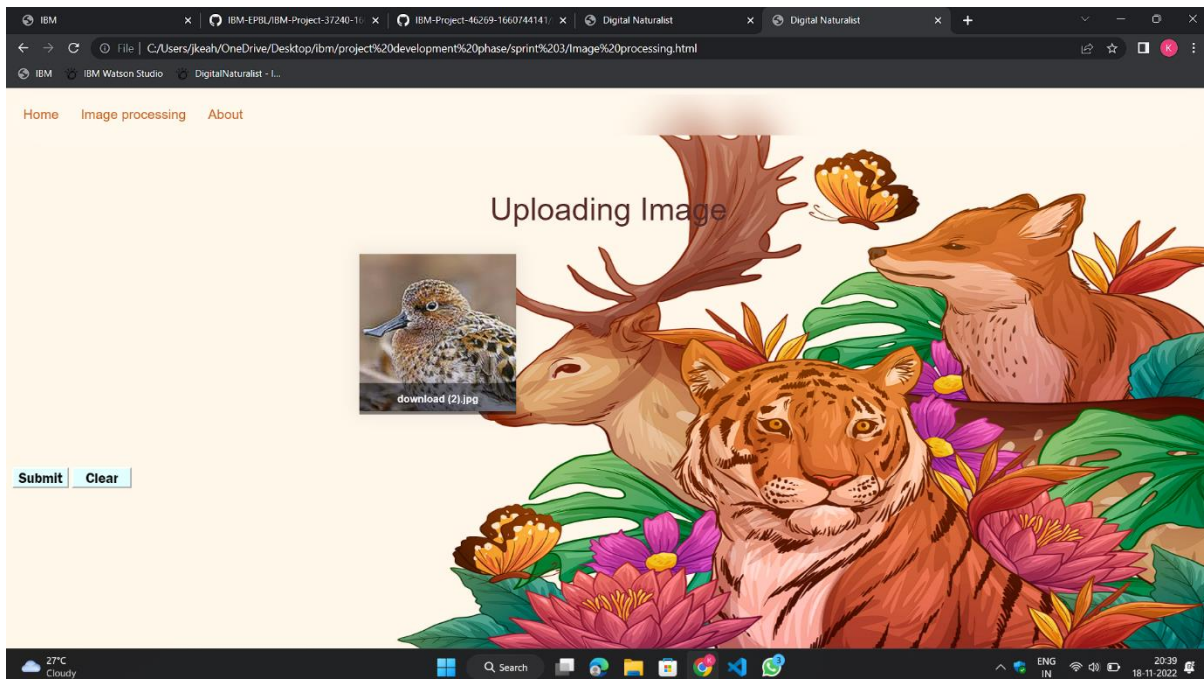 IBM
IBM-EPBL/IBM-Project-37240-16
IBM-Project-46269-1660744141/
Digital Naturalist
Digital Naturalist
File | C:/Users/jkeah/OneDrive/Desktop/ibm/project%20development%20phase/sprint%203/Image%20processing.html
K
IBM IBM Watson Studio DigitalNaturalist - I...
Home Image processing About
Uploading Image
download (2).jpg
Submit Clear
27°C
Cloudy
Search
ENG
IN
20:39
18-11-2022